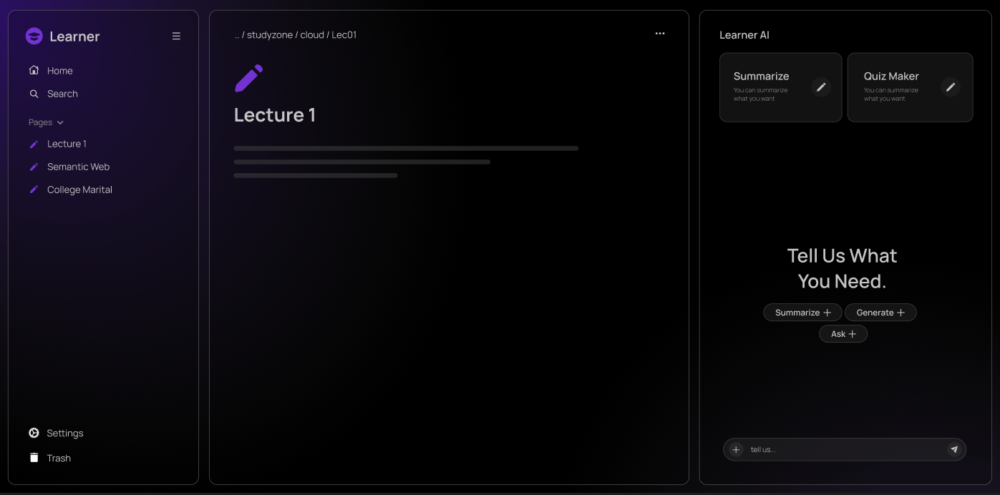 Learner
Home
Search
Pages
Lecture 1
Semantic Web
College Marital
Settings
Trash
.. / studyzone / cloud / Lec01
Lecture 1
Learner AI
Summarize
You can summarize
what you want
Quiz Maker
You can summarize
what you want
Tell Us What
You Need.
Summarize
Generate
Ask
tell us...